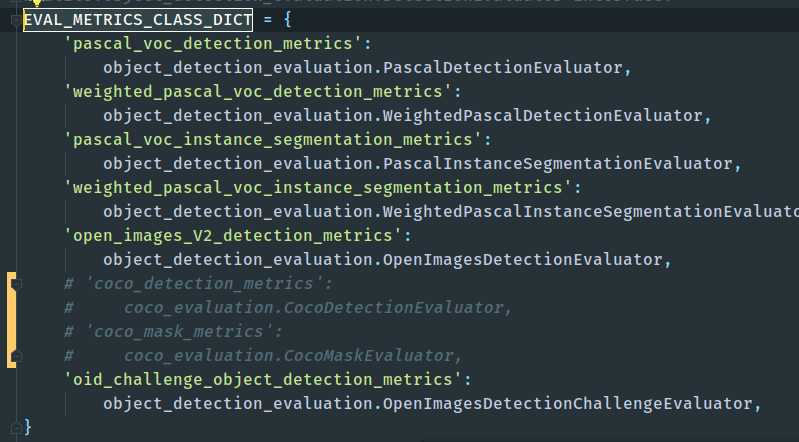 EVAL_METRICS_CLASS_DICT = {
    'pascal_voc_detection_metrics':
        object_detection_evaluation.PascalDetectionEvaluator,
    'weighted_pascal_voc_detection_metrics':
        object_detection_evaluation.WeightedPascalDetectionEvaluator,
    'pascal_voc_instance_segmentation_metrics':
        object_detection_evaluation.PascalInstanceSegmentationEvaluator,
    'weighted_pascal_voc_instance_segmentation_metrics':
        object_detection_evaluation.WeightedPascalInstanceSegmentationEvaluato
    'open_images_V2_detection_metrics':
        object_detection_evaluation.OpenImagesDetectionEvaluator,
    # 'coco_detection_metrics':
    #     coco_evaluation.CocoDetectionEvaluator,
    # 'coco_mask_metrics':
    #     coco_evaluation.CocoMaskEvaluator,
    'oid_challenge_object_detection_metrics':
        object_detection_evaluation.OpenImagesDetectionChallengeEvaluator,
}